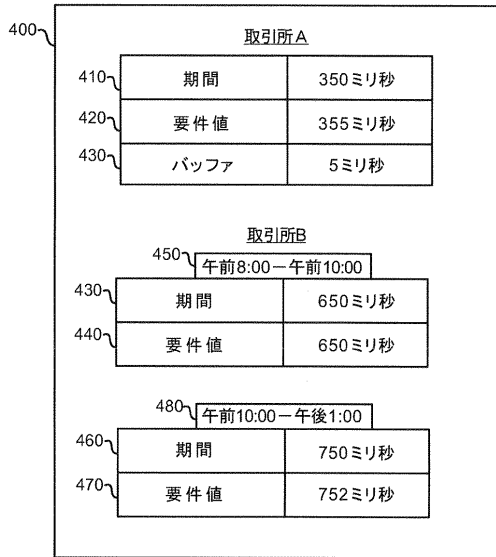 400
取引所A
410 期間 350ミリ秒
420 要件値 355ミリ秒
430 バッファ 5ミリ秒
取引所B
450 午前8:00－午前10:00
430 期間 650ミリ秒
440 要件値 650ミリ秒
480 午前10:00－午後1:00
460 期間 750ミリ秒
470 要件値 752ミリ秒